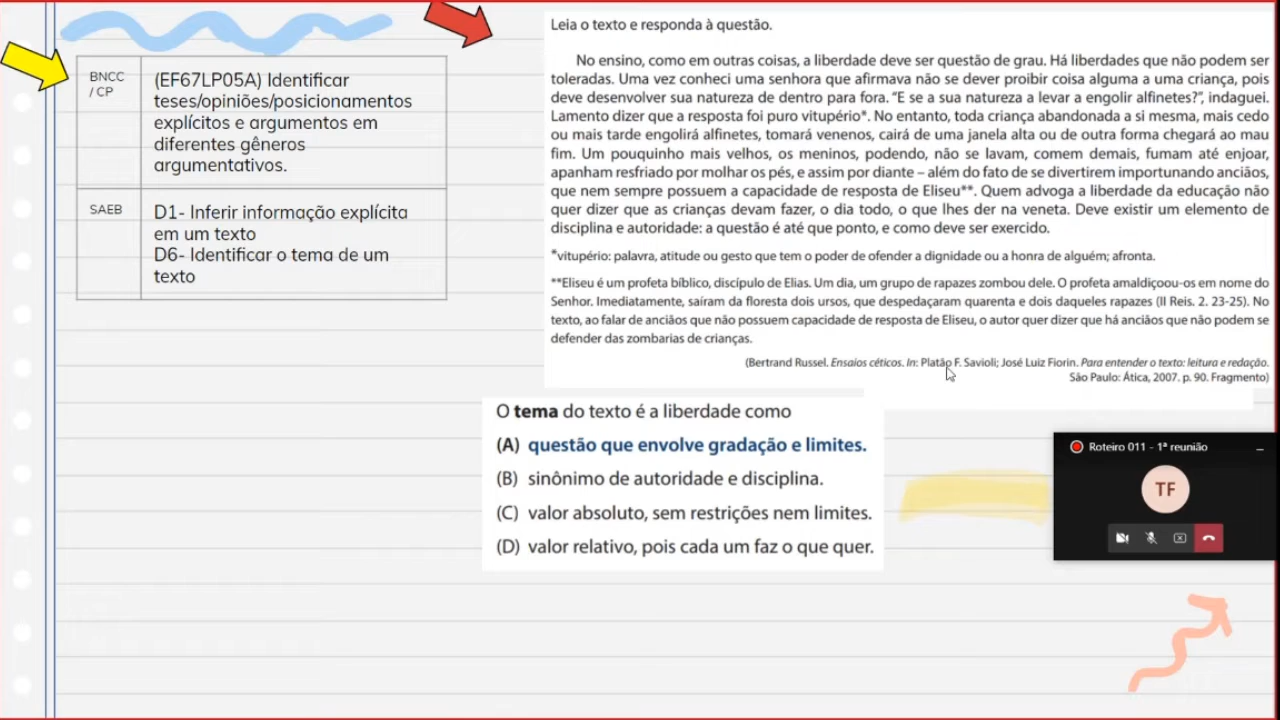 BNCC
/ CP
(EF67LP05A) Identificar
teses/opiniões/posicionamentos
explícitos e argumentos em
diferentes gêneros
argumentativos.
SAEB
D1- Inferir informação explícita
em um texto
D6- Identificar o tema de um
texto
Leia o texto e responda à questão.
No ensino, como em outras coisas, a liberdade deve ser questão de grau. Há liberdades que não podem ser
toleradas. Uma vez conheci uma senhora que afirmava não se dever proibir coisa alguma a uma criança, pois
deve desenvolver sua natureza de dentro para fora. “E se a sua natureza a levar a engolir alfinetes?”, indaguei.
Lamento dizer que a resposta foi puro vitupério*. No entanto, toda criança abandonada a si mesma, mais cedo
ou mais tarde engolirá alfinetes, tomará venenos, cairá de uma janela alta ou de outra forma chegará ao mau
fim. Um pouquinho mais velhos, os meninos, podendo, não se lavam, comem demais, fumam até enjoar,
apanham resfriado por molhar os pés, e assim por diante – além do fato de se divertirem importunando anciãos,
que nem sempre possuem a capacidade de resposta de Eliseu**. Quem advoga a liberdade da educação não
quer dizer que as crianças devam fazer, o dia todo, o que lhes der na veneta. Deve existir um elemento de
disciplina e autoridade: a questão é até que ponto, e como deve ser exercido.
*vitupério: palavra, atitude ou gesto que tem o poder de ofender a dignidade ou a honra de alguém; afronta.
**Eliseu é um profeta bíblico, discípulo de Elias. Um dia, um grupo de rapazes zombou dele. O profeta amaldiçoou-os em nome do
Senhor. Imediatamente, saíram da floresta dois ursos, que despedaçaram quarenta e dois daqueles rapazes (II Reis. 2. 23-25). No
texto, ao falar de anciãos que não possuem capacidade de resposta de Eliseu, o autor quer dizer que há anciãos que não podem se
defender das zombarias de crianças.
(Bertrand Russel. Ensaios céticos. In: Platão F. Savioli; José Luiz Fiorin. Para entender o texto: leitura e redação.
São Paulo: Ática, 2007. p. 90. Fragmento)
O tema do texto é a liberdade como
(A) questão que envolve gradação e limites.
(B) sinônimo de autoridade e disciplina.
(C) valor absoluto, sem restrições nem limites.
(D) valor relativo, pois cada um faz o que quer.
Roteiro 011 - 1ª reunião
TF